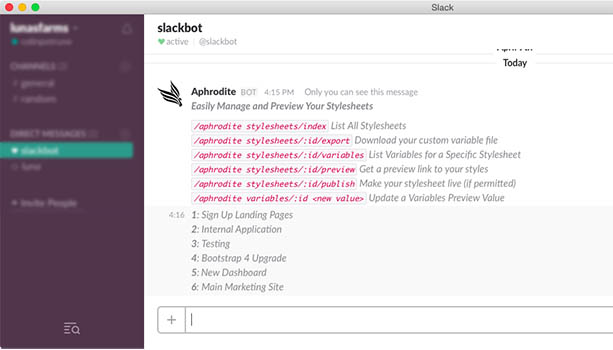 Slack
lunasfarms
CHANNELS
# general
# random
DIRECT MESSAGES
slackbot
+ Invite People
slackbot
active | @slackbot
Today
Aphrodite BOT 4:15 PM Only you can see this message
Easily Manage and Preview Your Stylesheets
/aphrodite stylesheets/index List All Stylesheets
/aphrodite stylesheets/:id/export Download your custom variable file
/aphrodite stylesheets/:id/variables List Variables for a Specific Stylesheet
/aphrodite stylesheets/:id/preview Get a preview link to your styles
/aphrodite stylesheets/:id/publish Make your stylesheet live (if permitted)
/aphrodite variables/:id <new value> Update a Variables Preview Value
4:16 1: Sign Up Landing Pages
2: Internal Application
3: Testing
4: Bootstrap 4 Upgrade
5: New Dashboard
6: Main Marketing Site
+